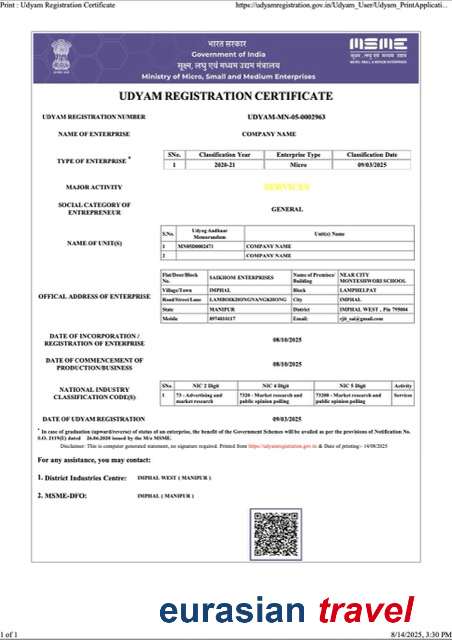 Print : Udyam Registration Certificate https://udyamregistration.gov.in/Udyam_User/Udyam_PrintApplicati...
भारत सरकार
Government of India
सूक्ष्म, लघु एवं मध्यम उद्यम मंत्रालय
Ministry of Micro, Small and Medium Enterprises
MSME
MICRO, SMALL & MEDIUM ENTERPRISES
UDYAM REGISTRATION CERTIFICATE
UDYAM REGISTRATION NUMBER UDYAM-MN-05-0002963
NAME OF ENTERPRISE COMPANY NAME
TYPE OF ENTERPRISE *
SNo. Classification Year Enterprise Type Classification Date
1 2020-21 Micro 09/03/2025
MAJOR ACTIVITY SERVICES
SOCIAL CATEGORY OF ENTREPRENEUR GENERAL
NAME OF UNIT(S)
S.No. Udyog Aadhaar Memorandum Unit(s) Name
1 MN05D0002471 COMPANY NAME
COMPANY NAME
OFFICAL ADDRESS OF ENTERPRISE
Flat/Door/Block No. SAIKHOM ENTERPRISES Name of Premises/ Building NEAR CITY MONTESHWORI SCHOOL
Village/Town IMPHAL Block LAMPHELPAT
Road/Street/Lane LAMBOIKHONGNANGKHONG City IMPHAL
State MANIPUR District IMPHAL WEST , Pin 795004
Mobile Email:
DATE OF INCORPORATION / REGISTRATION OF ENTERPRISE 08/10/2025
DATE OF COMMENCEMENT OF PRODUCTION/BUSINESS 08/10/2025
NATIONAL INDUSTRY CLASSIFICATION CODE(S)
SNo. NIC 2 Digit NIC 4 Digit NIC 5 Digit Activity
1 73 - Advertising and market research 7320 - Market research and public opinion polling 73200 - Market research and public opinion polling Services
DATE OF UDYAM REGISTRATION 09/03/2025
* In case of graduation (upward/reverse) of status of an enterprise, the benefit of the Government Schemes will be availed as per the provisions of Notification No. S.O. 2119(E) dated 26.06.2020 issued by the M/o MSME.
Disclaimer: This is computer generated statement, no signature required. Printed from https://udyamregistration.gov.in & Date of printing:- 14/08/2025
For any assistance, you may contact:
1. District Industries Centre: IMPHAL WEST ( MANIPUR )
2. MSME-DFO: IMPHAL ( MANIPUR )
eurasian travel
1 of 1 8/14/2025, 3:30 PM